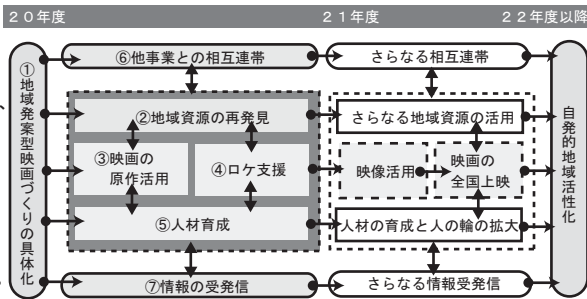 20年度
21年度
22年度以降
①地域発案型映画づくりの具体化
⑥他事業との相互連帯
さらなる相互連帯
②地域資源の再発見
さらなる地域資源の活用
③映画の
原作活用
④ロケ支援
映像活用
映画の
全国上映
⑤人材育成
人材の育成と人の輪の拡大
⑦情報の受発信
さらなる情報受発信
自発的地域活性化